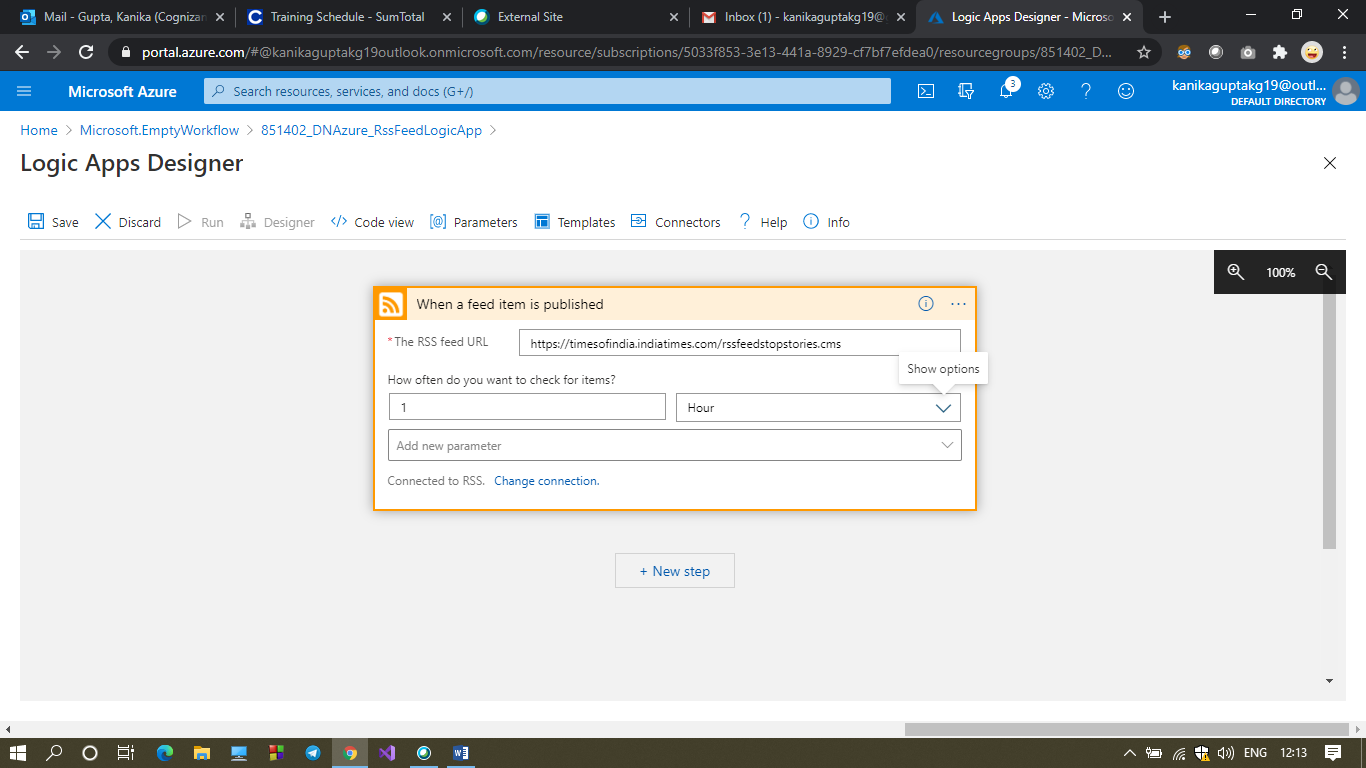 Mail - Gupta, Kanika (Cognizan
Training Schedule - SumTotal
External Site
Inbox (1) - kanikaguptakg19@
Logic Apps Designer - Microso
portal.azure.com/#@kanikaguptakg19outlook.onmicrosoft.com/resource/subscriptions/5033f853-3e13-441a-8929-cf7bf7efdea0/resourcegroups/851402_D...
Microsoft Azure
Search resources, services, and docs (G+/)
3
kanikaguptakg19@outl...
DEFAULT DIRECTORY
Home > Microsoft.EmptyWorkflow > 851402_DNAzure_RssFeedLogicApp >
Logic Apps Designer
Save Discard Run Designer Code view Parameters Templates Connectors Help Info
100%
When a feed item is published
* The RSS feed URL
https://timesofindia.indiatimes.com/rssfeedstopstories.cms
Show options
How often do you want to check for items?
1
Hour
Add new parameter
Connected to RSS. Change connection.
+ New step
ENG 12:13